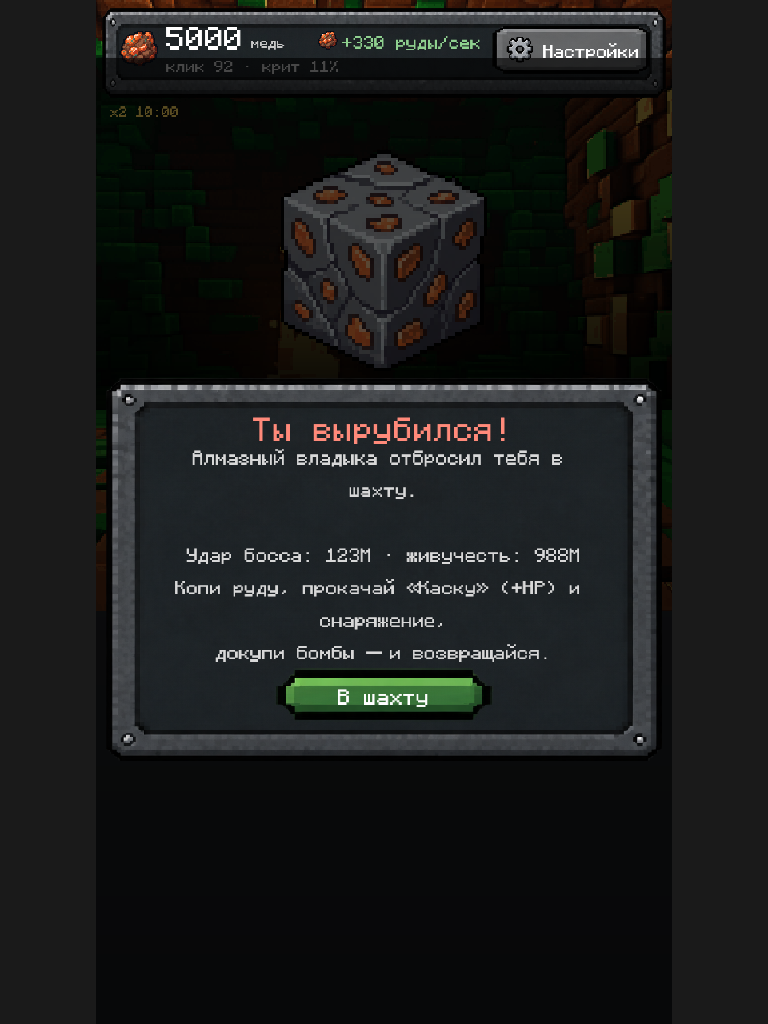 5000 медь +330 руды/сек Настройки
клик 92 · крит 11%
x2 10:00
Ты вырубился!
Алмазный владыка отбросил тебя в
шахту.
Удар босса: 123M · живучесть: 988M
Копи руду, прокачай «Каску» (+HP) и
снаряжение,
докупи бомбы — и возвращайся.
В шахту